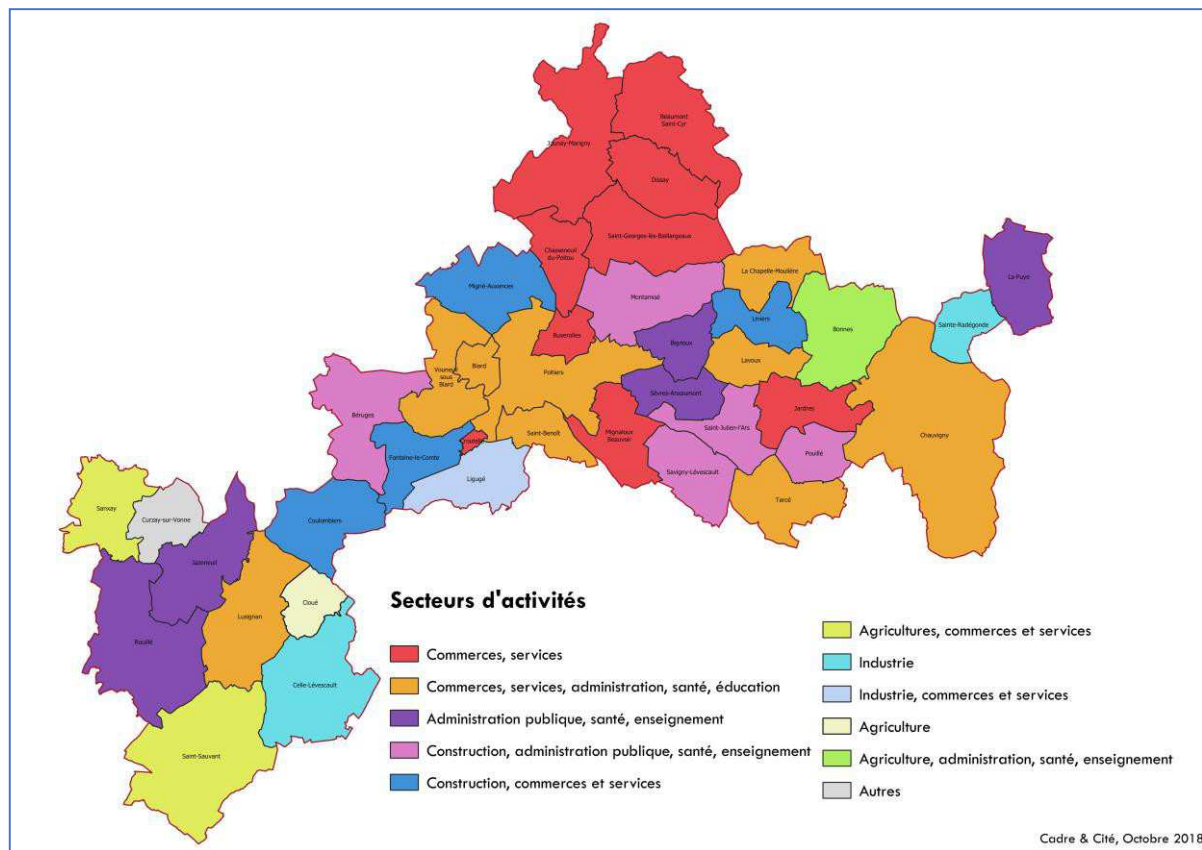 Beaumont
Saint-Cyr
Jaunay-Marigny
Dissay
Saint-Georges-lès-Baillargeaux
Chasseneuil
du-Poitou
La Chapelle-Moulière
La-Puye
Migné-Auxances
Montamisé
Liniers
Bonnes
Sainte-Radégonde
Buxerolles
Bignoux
Lavoux
Vouneuil
sous
Biard
Biard
Poitiers
Sèvres-Anxaumont
Jardres
Béruges
Saint-Julien-l'Ars
Chauvigny
Mignaloux
Beauvoir
Saint-Benoît
Croutelle
Pouillé
Fontaine-le-Comte
Savigny-Lévescault
Ligugé
Tercé
Sanxay
Curzay-sur-Vonne
Coulombiers
Jazeneuil
Cloué
Lusignan
Rouillé
Celle-Lévescault
Saint-Sauvant
Secteurs d'activités
Commerces, services
Commerces, services, administration, santé, éducation
Administration publique, santé, enseignement
Construction, administration publique, santé, enseignement
Construction, commerces et services
Agricultures, commerces et services
Industrie
Industrie, commerces et services
Agriculture
Agriculture, administration, santé, enseignement
Autres
Cadre & Cité, Octobre 2018